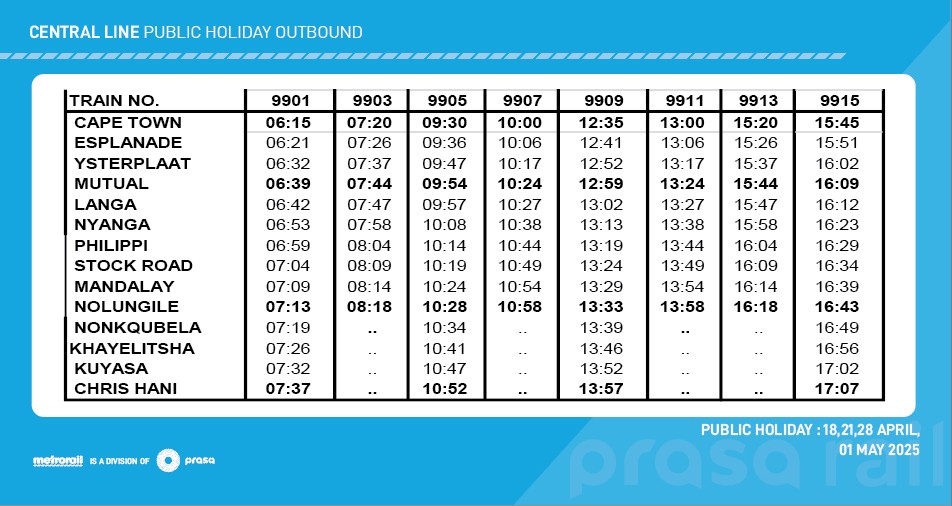 CENTRAL LINE PUBLIC HOLIDAY OUTBOUND
TRAIN NO. 9901 9903 9905 9907 9909 9911 9913 9915
CAPE TOWN 06:15 07:20 09:30 10:00 12:35 13:00 15:20 15:45
ESPLANADE 06:21 07:26 09:36 10:06 12:41 13:06 15:26 15:51
YSTERPLAAT 06:32 07:37 09:47 10:17 12:52 13:17 15:37 16:02
MUTUAL 06:39 07:44 09:54 10:24 12:59 13:24 15:44 16:09
LANGA 06:42 07:47 09:57 10:27 13:02 13:27 15:47 16:12
NYANGA 06:53 07:58 10:08 10:38 13:13 13:38 15:58 16:23
PHILIPPI 06:59 08:04 10:14 10:44 13:19 13:44 16:04 16:29
STOCK ROAD 07:04 08:09 10:19 10:49 13:24 13:49 16:09 16:34
MANDALAY 07:09 08:14 10:24 10:54 13:29 13:54 16:14 16:39
NOLUNGILE 07:13 08:18 10:28 10:58 13:33 13:58 16:18 16:43
NONKQUBELA 07:19 .. 10:34 .. 13:39 .. .. 16:49
KHAYELITSHA 07:26 .. 10:41 .. 13:46 .. .. 16:56
KUYASA 07:32 .. 10:47 .. 13:52 .. .. 17:02
CHRIS HANI 07:37 .. 10:52 .. 13:57 .. .. 17:07
PUBLIC HOLIDAY : 18,21,28 APRIL,
01 MAY 2025
metrorail IS A DIVISION OF prasa
prasa rail